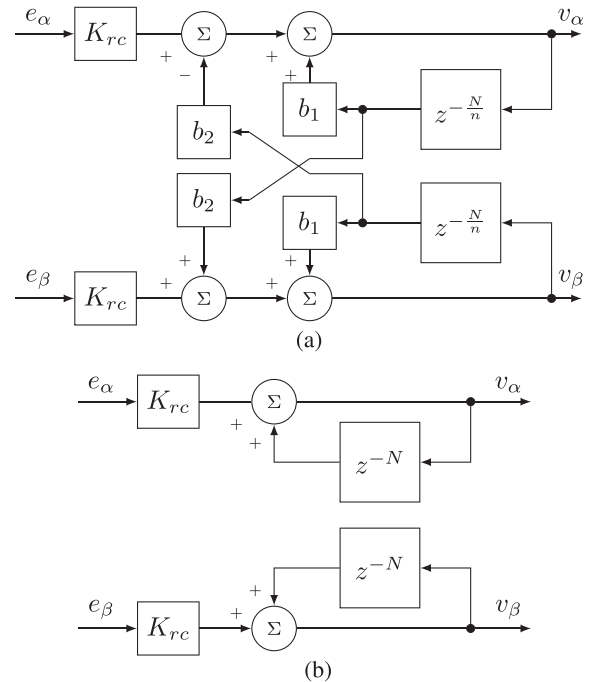 e_α K_rc + Σ + Σ v_α
− +
b_2 b_1 z^{-N/n}
b_2 b_1 z^{-N/n}
+ +
e_β K_rc + Σ + Σ v_β
(a)
e_α K_rc + Σ v_α
+
z^{-N}
z^{-N}
+
e_β K_rc + Σ v_β
(b)